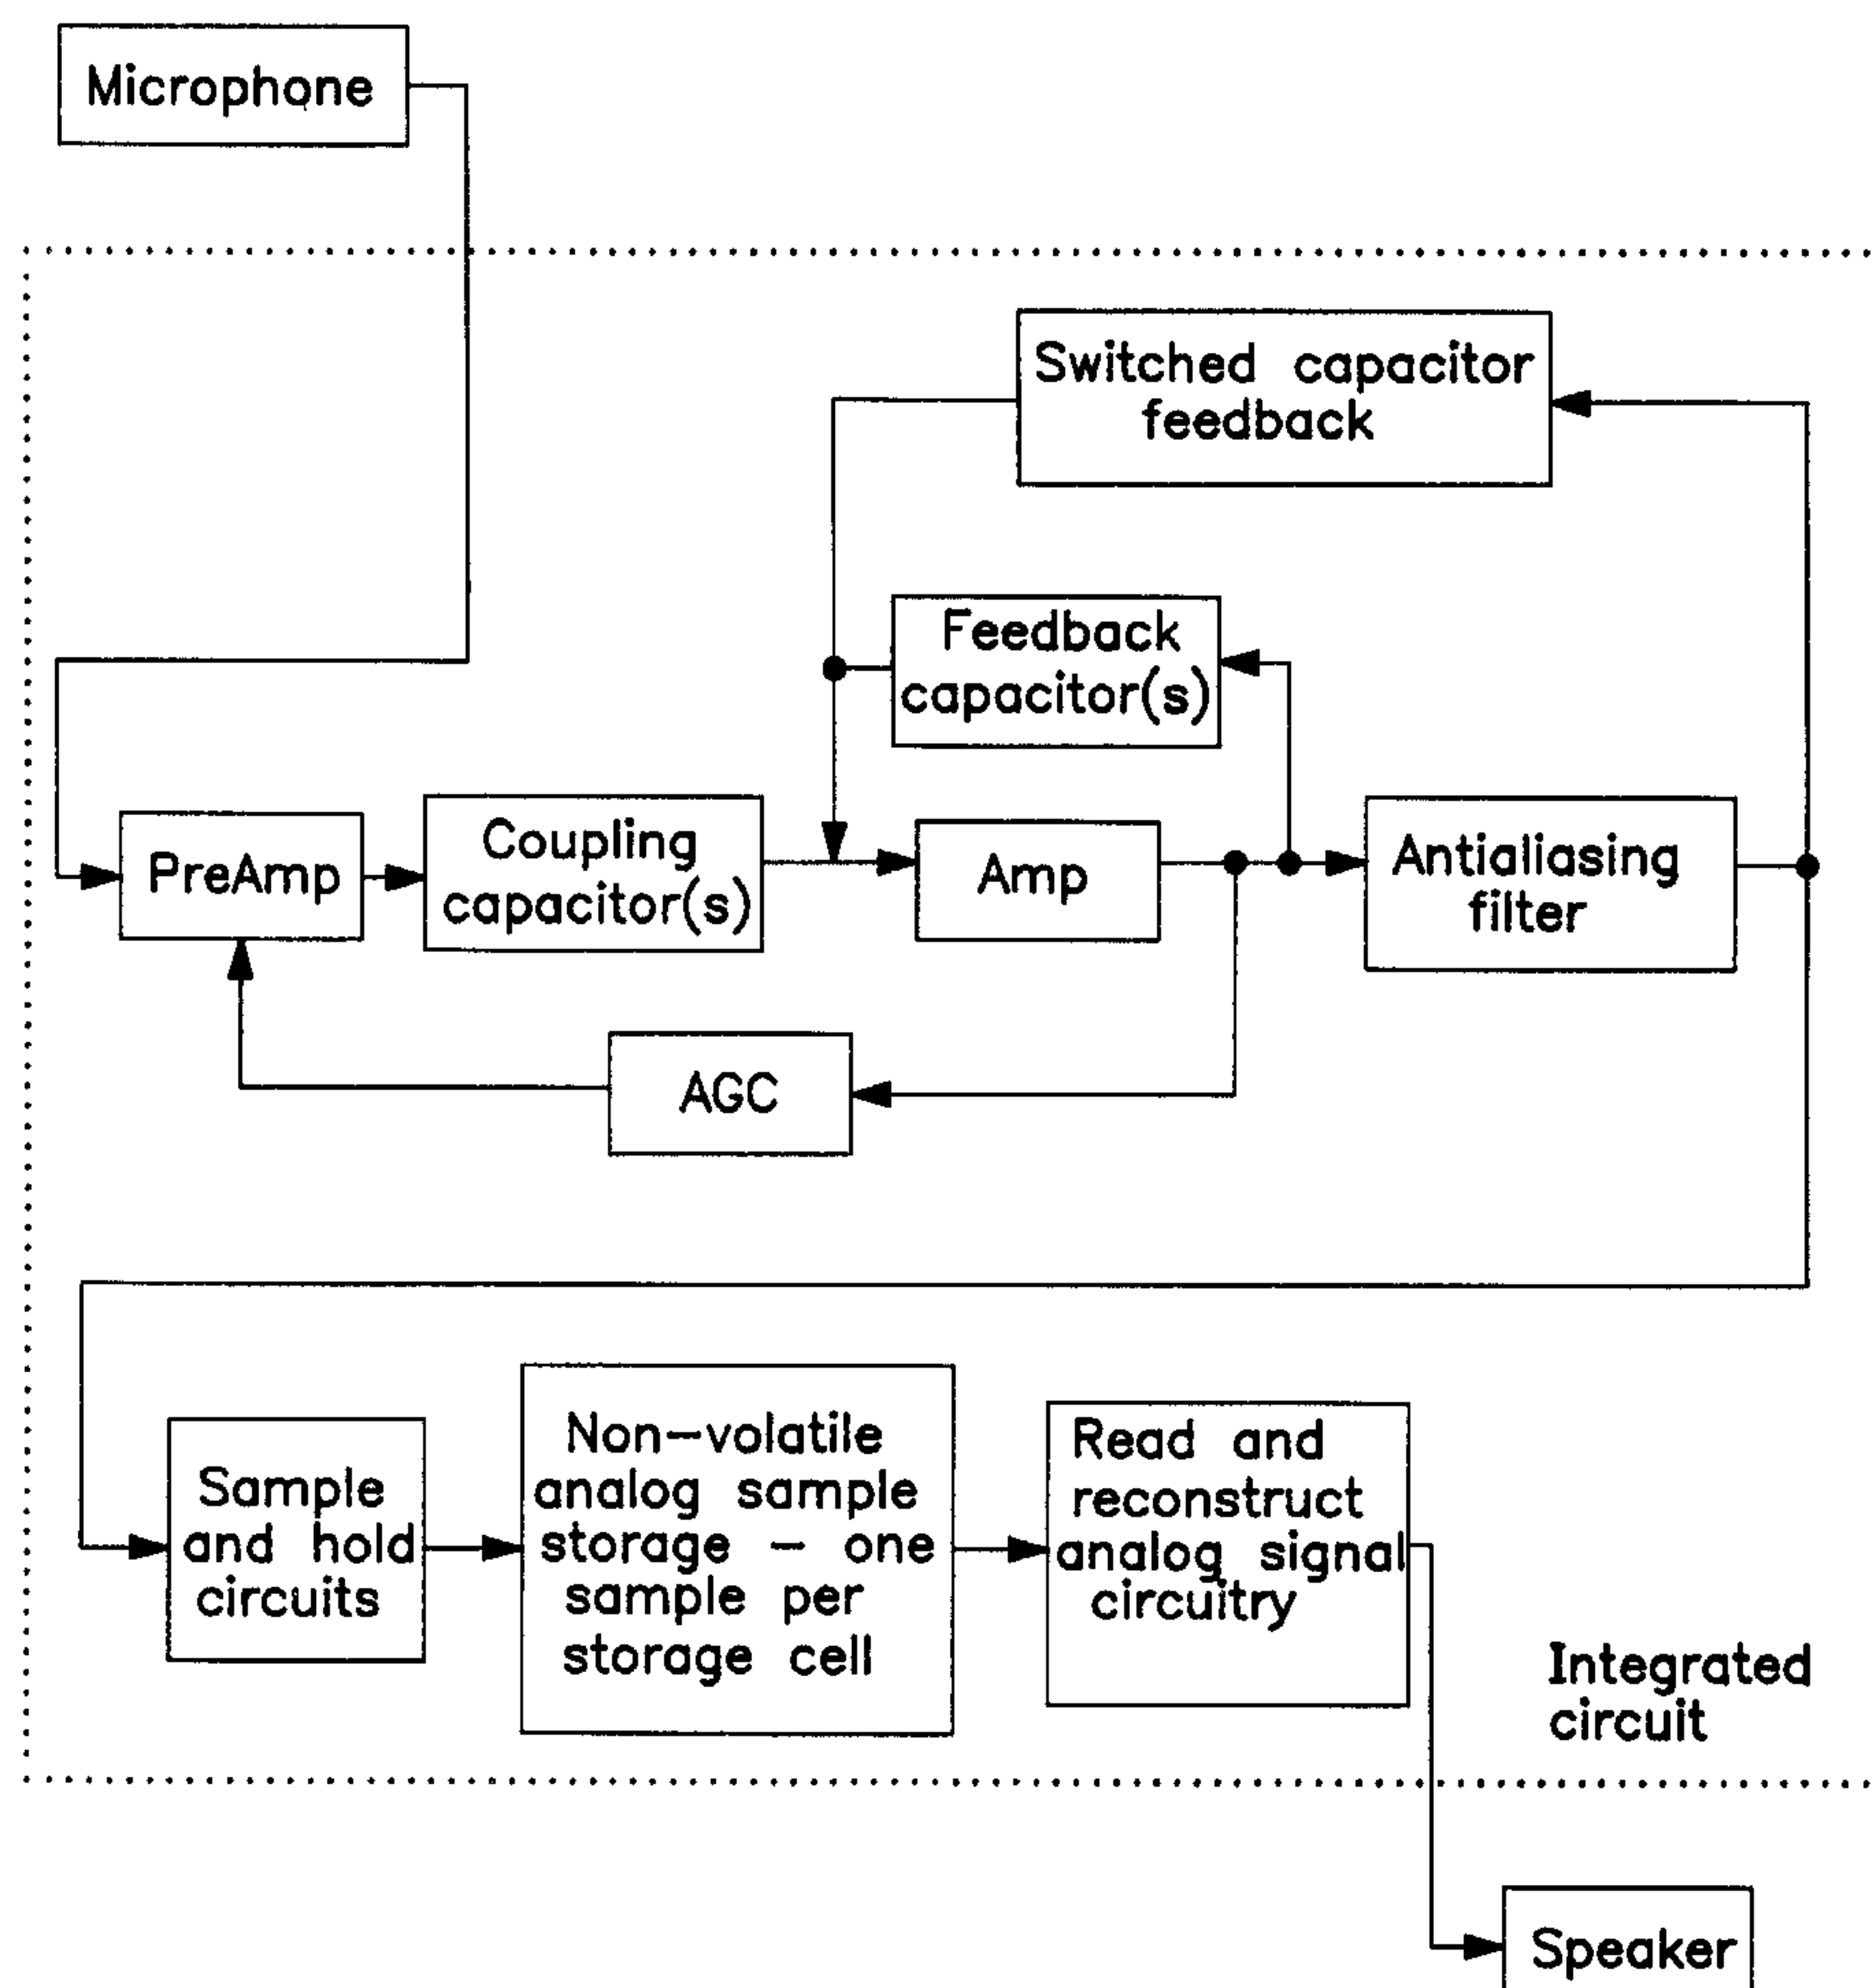 Microphone
Switched capacitor
feedback
Feedback
capacitor(s)
PreAmp
Coupling
capacitor(s)
Amp
Antialiasing
filter
AGC
Sample
and hold
circuits
Non-volatile
analog sample
storage - one
sample per
storage cell
Read and
reconstruct
analog signal
circuitry
Integrated
circuit
Speaker